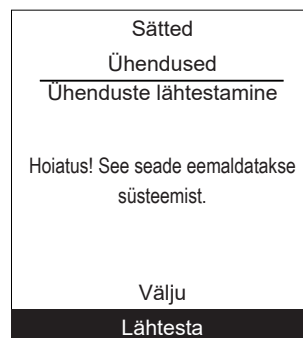 Sätted
Ühendused
Ühenduste lähtestamine
Hoiatus! See seade eemaldatakse
süsteemist.
Välju
Lähtesta